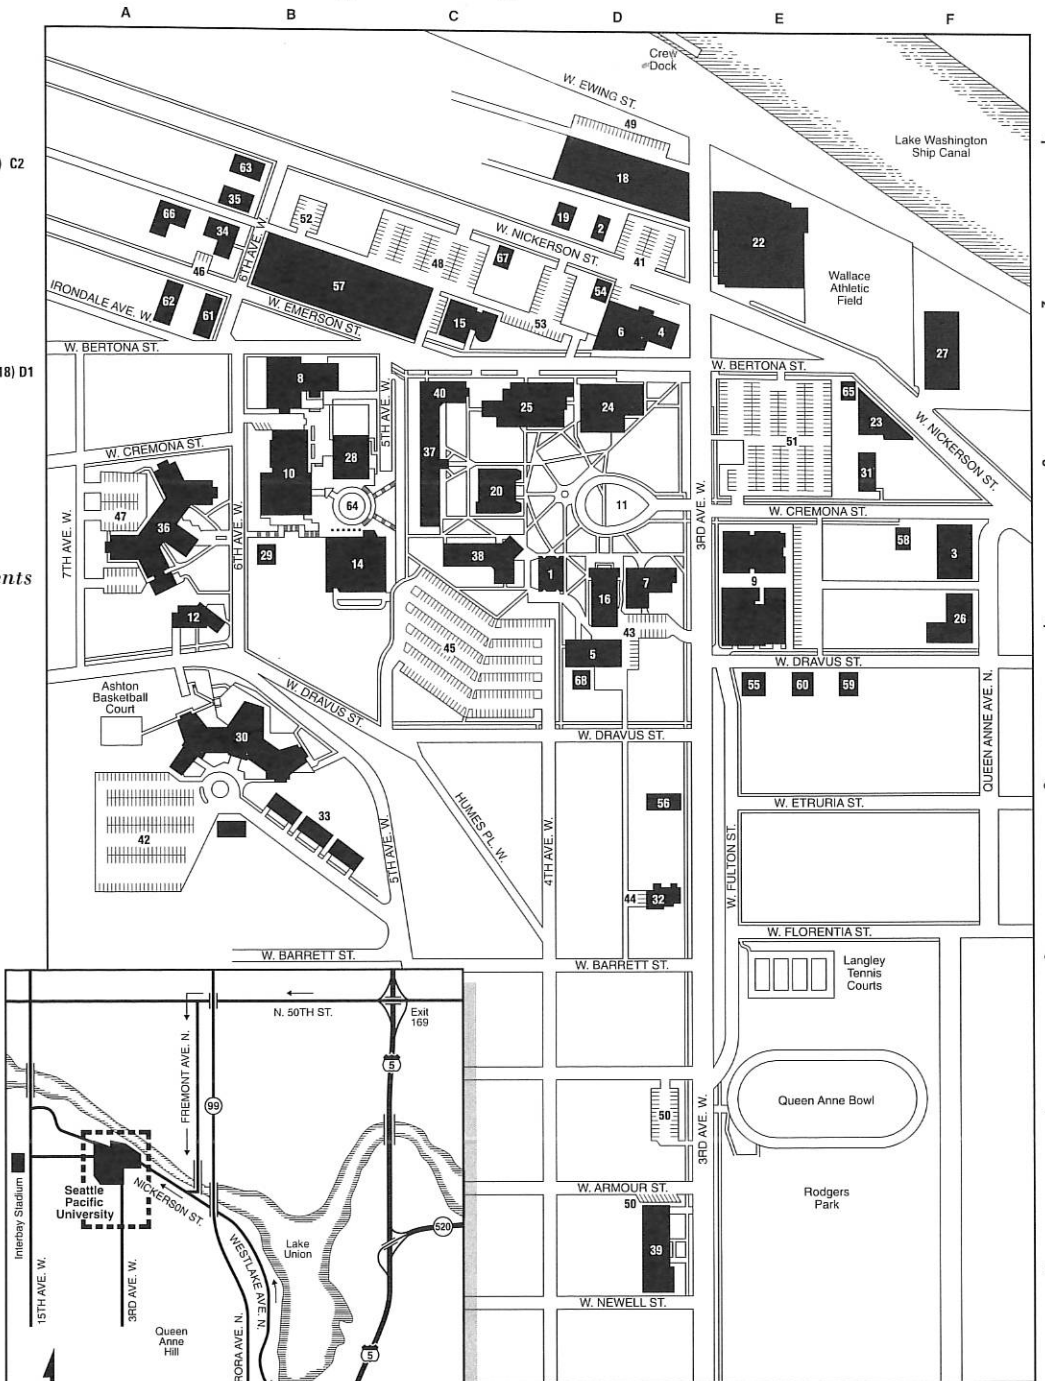 A B C D E F
Crew
Dock
W. EWING ST.
49
Lake Washington
Ship Canal
1
) C2
63
18
35
66
52
19
2
34
6TH AVE. W.
W. NICKERSON ST.
22
41
48
67
46
57
Wallace
Athletic
Field
IRONDALE AVE. W.
62
61
W. EMERSON ST.
54
2
15
53
6
4
W. BERTONA ST.
27
18) D1
8
W. BERTONA ST.
5TH AVE. W.
40
25
24
65
23
W. NICKERSON ST.
W. CREMONA ST.
37
51
10
28
31
20
47
64
11
3RD AVE. W.
W. CREMONA ST.
7TH AVE. W.
36
6TH AVE. W.
29
38
58
3
14
1
9
nts
16
7
12
43
26
45
5
W. DRAVUS ST.
68
55
60
59
Ashton
Basketball
Court
W. DRAVUS ST.
W. DRAVUS ST.
QUEEN ANNE AVE. N.
30
56
W. ETRURIA ST.
33
HUMES PL. W.
42
5TH AVE. W.
4TH AVE. W.
W. FULTON ST.
44
32
W. FLORENTIA ST.
W. BARRETT ST.
W. BARRETT ST.
Langley
Tennis
Courts
N. 50TH ST.
Exit
169
FREMONT AVE. N.
5
99
Queen Anne Bowl
50
3RD AVE. W.
Seattle
Pacific
University
NICKERSON ST.
W. ARMOUR ST.
Rodgers
Park
50
Interbay Stadium
520
Lake
Union
39
WESTLAKE AVE. N.
15TH AVE. W.
3RD AVE. W.
W. NEWELL ST.
Queen
Anne
Hill
RORA AVE. N.
5